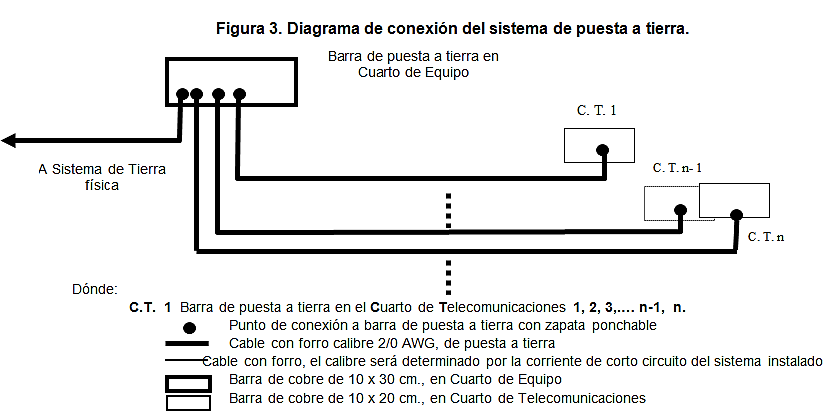 Figura 3. Diagrama de conexión del sistema de puesta a tierra.
Barra de puesta a tierra en
Cuarto de Equipo
C. T. 1
A Sistema de Tierra
física
C. T. n- 1
C. T. n
Dónde:
C.T. 1 Barra de puesta a tierra en el Cuarto de Telecomunicaciones 1, 2, 3,.... n-1, n.
Punto de conexión a barra de puesta a tierra con zapata ponchable
Cable con forro calibre 2/0 AWG, de puesta a tierra
Cable con forro, el calibre será determinado por la corriente de corto circuito del sistema instalado
Barra de cobre de 10 x 30 cm., en Cuarto de Equipo
Barra de cobre de 10 x 20 cm., en Cuarto de Telecomunicaciones